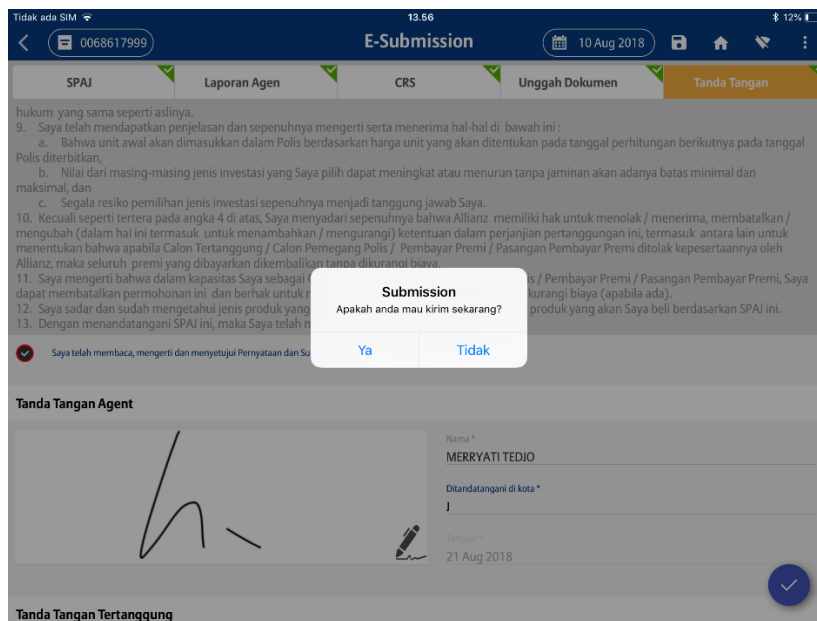 Tidak ada SIM 13.56 12%
0068617999 E-Submission 10 Aug 2018
SPAJ Laporan Agen CRS Unggah Dokumen Tanda Tangan
hukum yang sama seperti aslinya.
9. Saya telah mendapatkan penjelasan dan sepenuhnya mengerti serta menerima hal-hal di bawah ini :
a. Bahwa unit awal akan dimasukkan dalam Polis berdasarkan harga unit yang akan ditentukan pada tanggal perhitungan berikutnya pada tanggal
Polis diterbitkan,
b. Nilai dari masing-masing jenis investasi yang Saya pilih dapat meningkat atau menurun tanpa jaminan akan adanya batas minimal dan
maksimal, dan
c. Segala resiko pemilihan jenis investasi sepenuhnya menjadi tanggung jawab Saya.
10. Kecuali seperti tertera pada angka 4 di atas, Saya menyadari sepenuhnya bahwa Allianz memiliki hak untuk menolak / menerima, membatalkan /
mengubah (dalam hal ini termasuk untuk menambahkan / mengurangi) ketentuan dalam perjanjian pertanggungan ini, termasuk antara lain untuk
menentukan bahwa apabila Calon Tertanggung / Calon Pemegang Polis / Pembayar Premi / Pasangan Pembayar Premi ditolak kepesertaannya oleh
Allianz, maka seluruh premi yang dibayarkan dikembalikan tanpa dikurangi biaya.
11. Saya mengerti bahwa dalam kapasitas Saya sebagai is / Pembayar Premi / Pasangan Pembayar Premi, Saya
dapat membatalkan permohonan ini dan berhak untuk kurangi biaya (apabila ada).
12. Saya sadar dan sudah mengetahui jenis produk yang produk yang akan Saya beli berdasarkan SPAJ ini.
13. Dengan menandatangani SPAJ ini, maka Saya telah
Submission
Apakah anda mau kirim sekarang?
Ya Tidak
Saya telah membaca, mengerti dan menyetujui Pernyataan dan Su
Tanda Tangan Agent
Nama *
MERRYATI TEDJO
Ditandatangani di kota *
J
Tanggal *
21 Aug 2018
Tanda Tangan Tertanggung